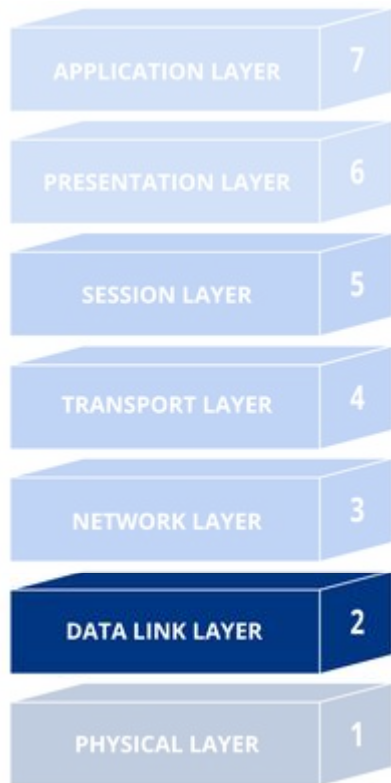 APPLICATION LAYER 7
PRESENTATION LAYER 6
SESSION LAYER 5
TRANSPORT LAYER 4
NETWORK LAYER 3
DATA LINK LAYER 2
PHYSICAL LAYER 1